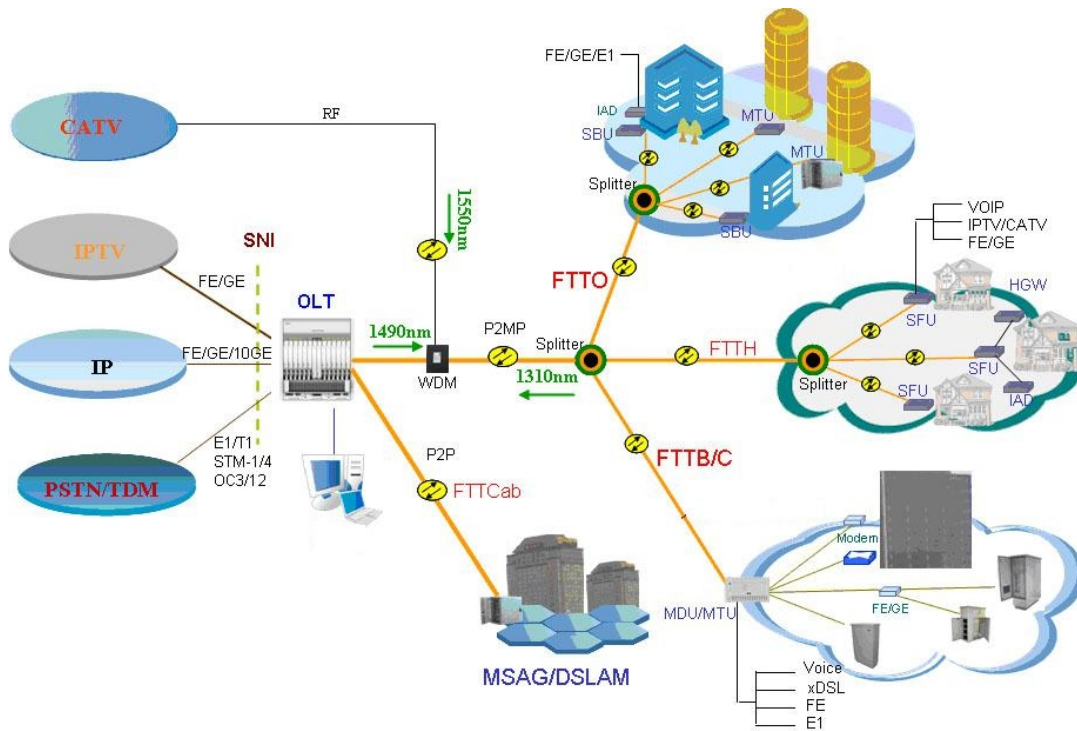 FE/GE/E1
CATV
RF
IAD
MTU
SBU
MTU
Splitter
1550nm
SBU
VOIP
IPTV/CATV
FE/GE
IPTV
SNI
FE/GE
FTTO
OLT
HGW
SFU
1490nm
P2MP
Splitter
FE/GE/10GE
IP
FTTH
SFU
WDM
1310nm
Splitter
SFU
IAD
E1/T1
STM-1/4
OC3/12
P2P
FTTB/C
PSTN/TDM
FTTCab
Modem
MDU/MTU
FE/GE
MSAG/DSLAM
Voice
xDSL
FE
E1